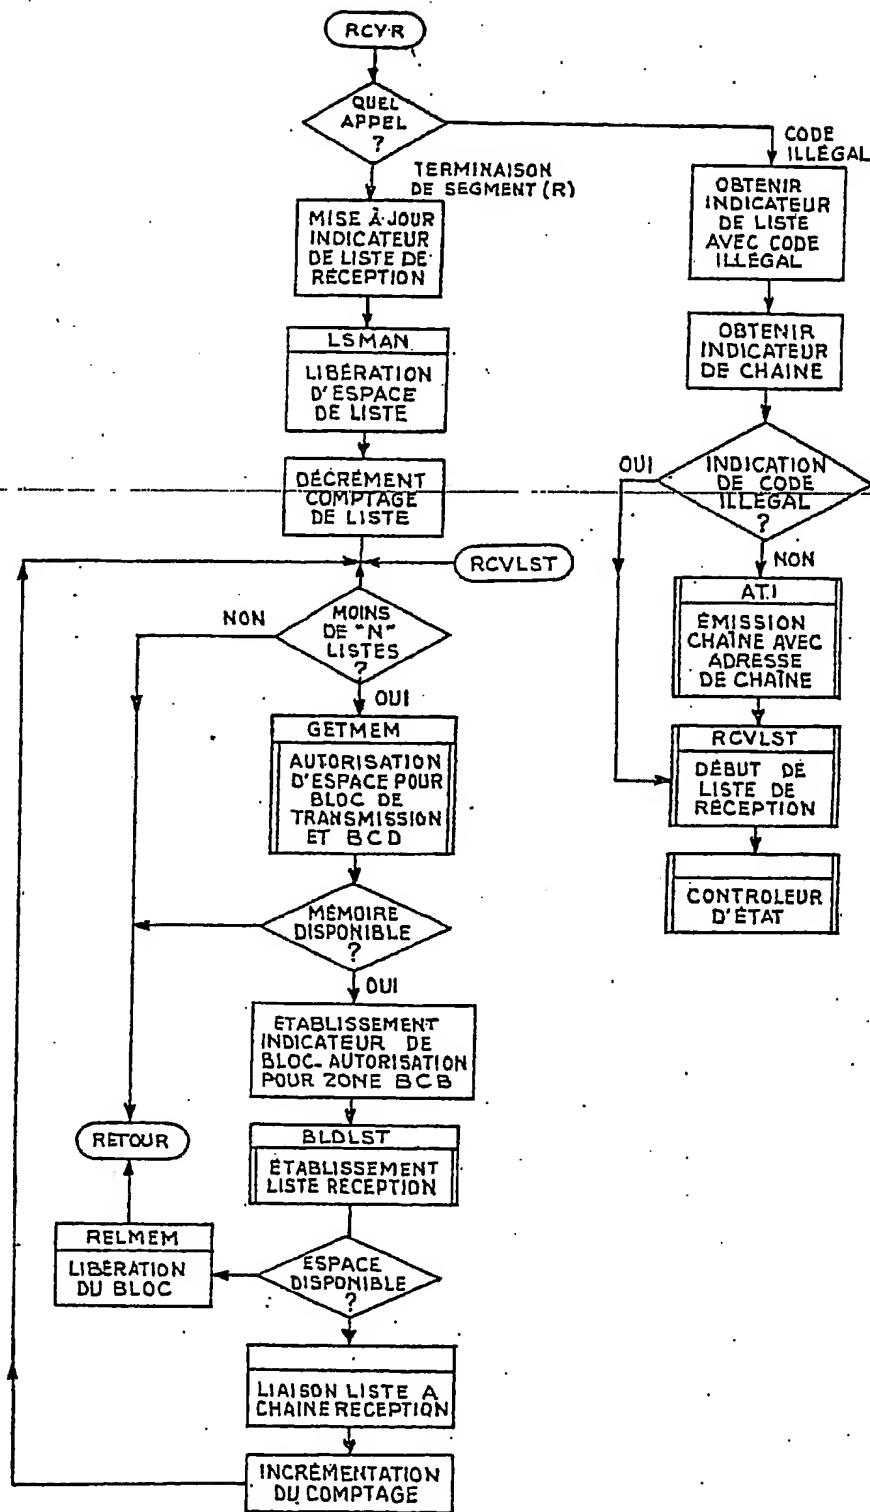 RCY·R
QUEL
APPEL
?
CODE
ILLÉGAL
TERMINAISON
DE SEGMENT (R)
OBTENIR
INDICATEUR
DE LISTE
AVEC CODE
ILLÉGAL
MISE À JOUR
INDICATEUR
DE LISTE DE
RÉCEPTION
OBTENIR
INDICATEUR
DE CHAINE
LSMAN
LIBÉRATION
D'ESPACE
DE LISTE
OUI
INDICATION
DE CODE
ILLÉGAL
?
NON
DÉCRÉMENT
COMPTAGE
DE LISTE
RCVLST
AT.I
ÉMISSION
CHAÎNE AVEC
ADRESSE
DE CHAÎNE
NON
MOINS
DE "N"
LISTES
?
OUI
GETMEM
AUTORISATION
D'ESPACE POUR
BLOC DE
TRANSMISSION
ET BCD
RCVLST
DÉBUT DE
LISTE DE
RÉCEPTION
CONTROLEUR
D'ÉTAT
MÉMOIRE
DISPONIBLE
?
OUI
ÉTABLISSEMENT
INDICATEUR DE
BLOC-AUTORISATION
POUR ZONE BCB
RETOUR
BLDLST
ÉTABLISSEMENT
LISTE RÉCEPTION
RELMEM
LIBÉRATION
DU BLOC
ESPACE
DISPONIBLE
?
LIAISON LISTE A
CHAINE RÉCEPTION
INCRÉMENTATION
DU COMPTAGE